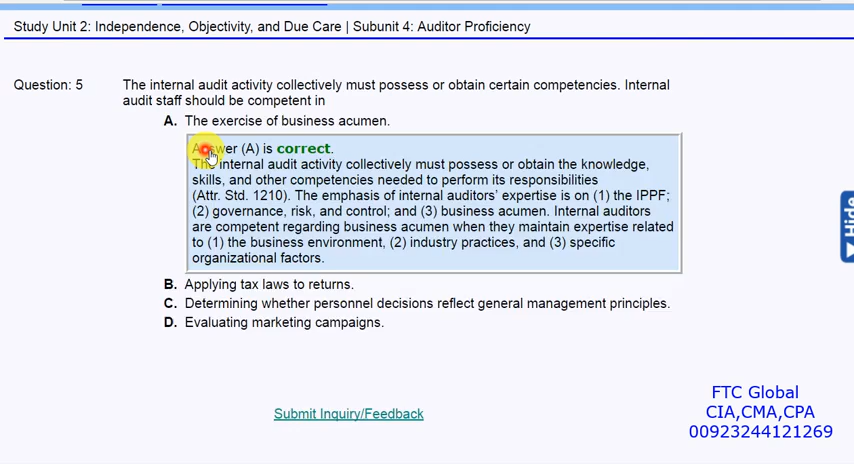 Study Unit 2: Independence, Objectivity, and Due Care | Subunit 4: Auditor Proficiency
Question: 5 The internal audit activity collectively must possess or obtain certain competencies. Internal
audit staff should be competent in
A. The exercise of business acumen.
Answer (A) is correct.
The internal audit activity collectively must possess or obtain the knowledge,
skills, and other competencies needed to perform its responsibilities
(Attr. Std. 1210). The emphasis of internal auditors' expertise is on (1) the IPPF;
(2) governance, risk, and control; and (3) business acumen. Internal auditors
are competent regarding business acumen when they maintain expertise related
to (1) the business environment, (2) industry practices, and (3) specific
organizational factors.
B. Applying tax laws to returns.
C. Determining whether personnel decisions reflect general management principles.
D. Evaluating marketing campaigns.
Hide
Submit Inquiry/Feedback
FTC Global
CIA,CMA,CPA
00923244121269